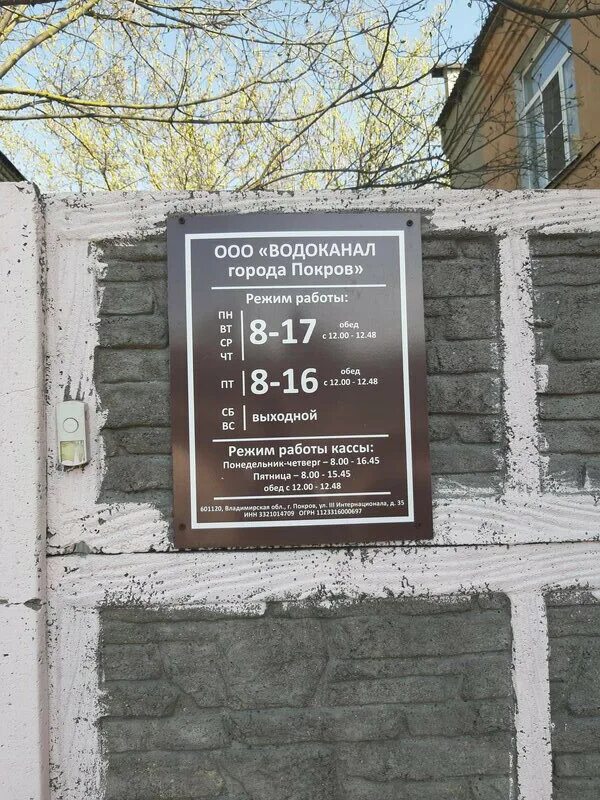 ООО «ВОДОКАНАЛ
города Покров»
Режим работы:
ПН
ВТ
СР
ЧТ
8-17
обед
с 12.00 - 12.48
ПТ
8-16
обед
с 12.00 - 12.48
СБ
ВС
выходной
Режим работы кассы:
Понедельник-четверг – 8.00 - 16.45
Пятница – 8.00 - 15.45
обед с 12.00 - 12.48
601120, Владимирская обл., г. Покров, ул. III Интернационала, д. 35
ИНН 3321014709 ОГРН 1123316000697